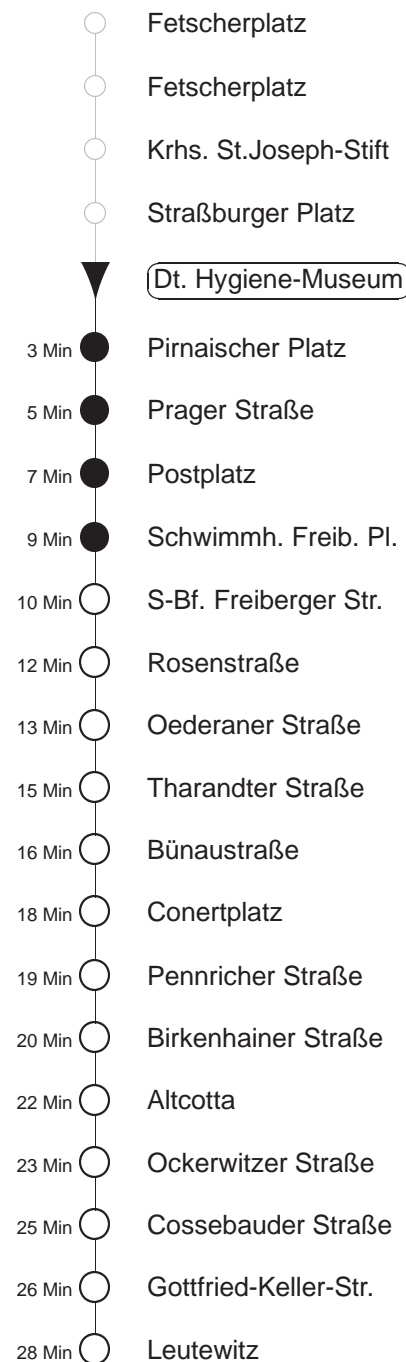 Fetscherplatz
Fetscherplatz
Krhs. St.Joseph-Stift
Straßburger Platz
Dt. Hygiene-Museum
3 Min Pirnaischer Platz
5 Min Prager Straße
7 Min Postplatz
9 Min Schwimmh. Freib. Pl.
10 Min S-Bf. Freiberger Str.
12 Min Rosenstraße
13 Min Oederaner Straße
15 Min Tharandter Straße
16 Min Bünaustraße
18 Min Conertplatz
19 Min Pennricher Straße
20 Min Birkenhainer Straße
22 Min Altcotta
23 Min Ockerwitzer Straße
25 Min Cossebauder Straße
26 Min Gottfried-Keller-Str.
28 Min Leutewitz